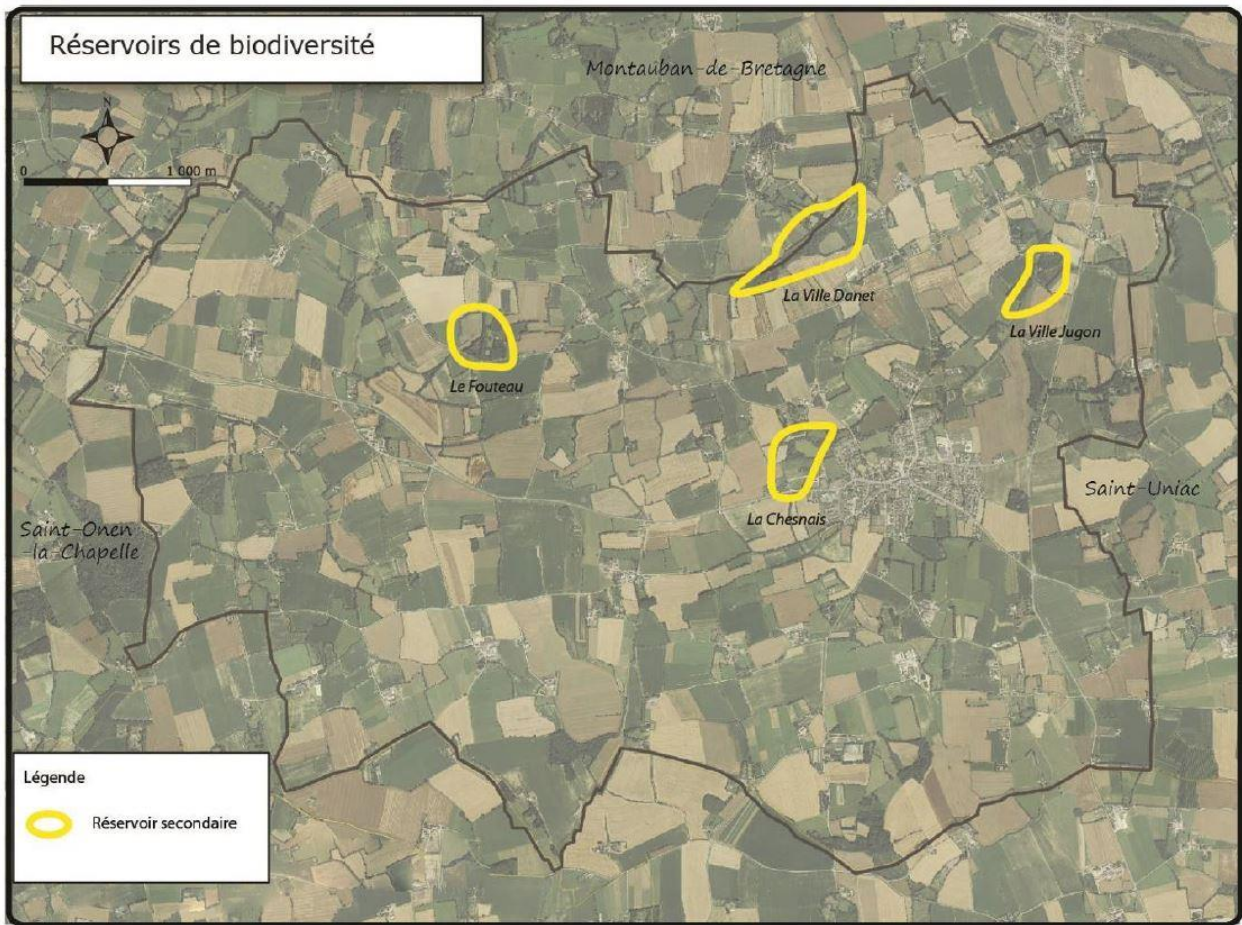 Réservoirs de biodiversité
Montauban-de-Bretagne
N
0
1 000 m
La Ville Danet
La Ville Jugon
Le Fouteau
Saint-Uniac
La Chesnais
Saint-Onen
-la-Chapelle
Légende
Réservoir secondaire